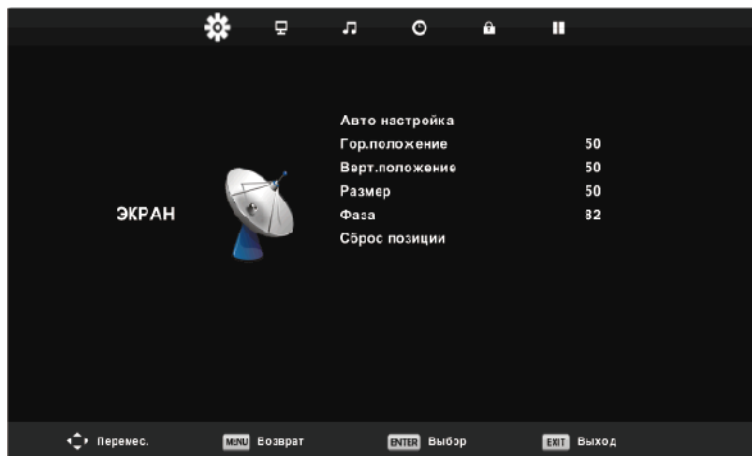 Авто настройка
Гор.положение 50
Верт.положение 50
Размер 50
ЭКРАН
Фаза 82
Сброс позиции
Перемес. MENU Возврат ENTER Выбор EXIT Выход